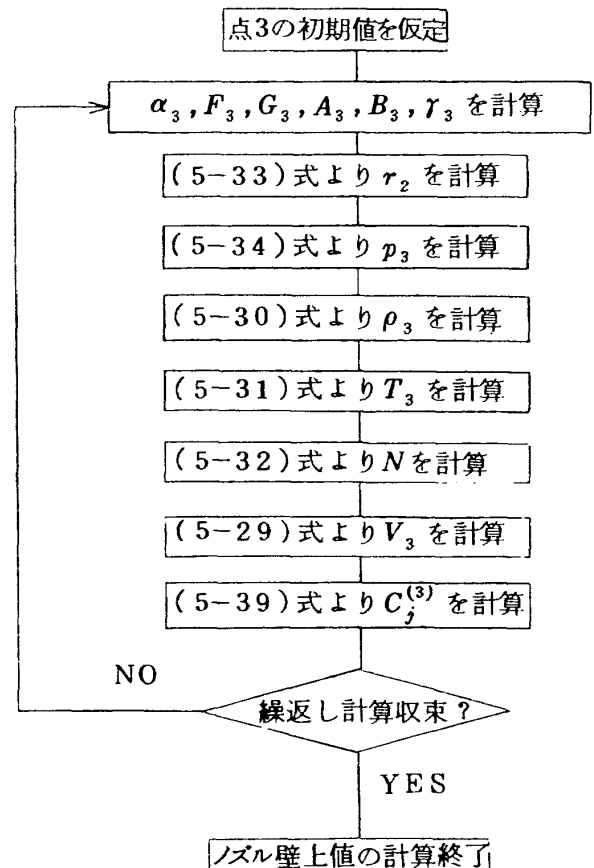 点3の初期値を仮定
α₃, F₃, G₃, A₃, B₃, γ₃ を計算
(5-33)式より r₂ を計算
(5-34)式より p₃ を計算
(5-30)式より ρ₃ を計算
(5-31)式より T₃ を計算
(5-32)式より N を計算
(5-29)式より V₃ を計算
(5-39)式より C_j^(3) を計算
NO
繰返し計算収束?
YES
ノズル壁上値の計算終了